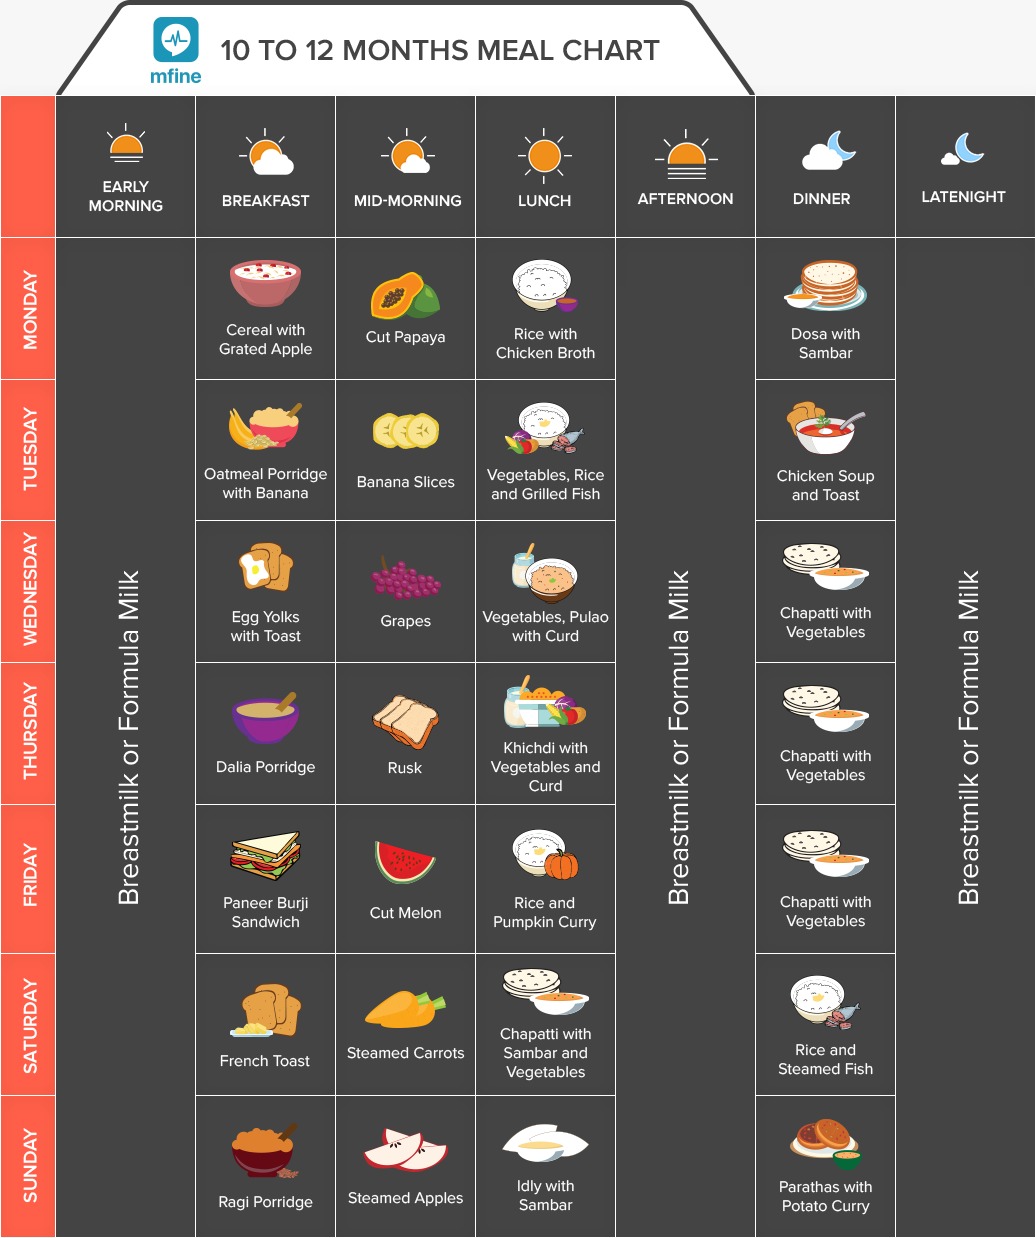 mfine
10 TO 12 MONTHS MEAL CHART
EARLY
MORNING
BREAKFAST
MID-MORNING
LUNCH
AFTERNOON
DINNER
LATENIGHT
Breastmilk or Formula Milk
Breastmilk or Formula Milk
Breastmilk or Formula Milk
MONDAY
Cereal with
Grated Apple
Cut Papaya
Rice with
Chicken Broth
Dosa with
Sambar
TUESDAY
Oatmeal Porridge
with Banana
Banana Slices
Vegetables, Rice
and Grilled Fish
Chicken Soup
and Toast
WEDNESDAY
Egg Yolks
with Toast
Grapes
Vegetables, Pulao
with Curd
Chapatti with
Vegetables
THURSDAY
Dalia Porridge
Rusk
Khichdi with
Vegetables and
Curd
Chapatti with
Vegetables
FRIDAY
Paneer Burji
Sandwich
Cut Melon
Rice and
Pumpkin Curry
Chapatti with
Vegetables
SATURDAY
French Toast
Steamed Carrots
Chapatti with
Sambar and
Vegetables
Rice and
Steamed Fish
SUNDAY
Ragi Porridge
Steamed Apples
Idly with
Sambar
Parathas with
Potato Curry